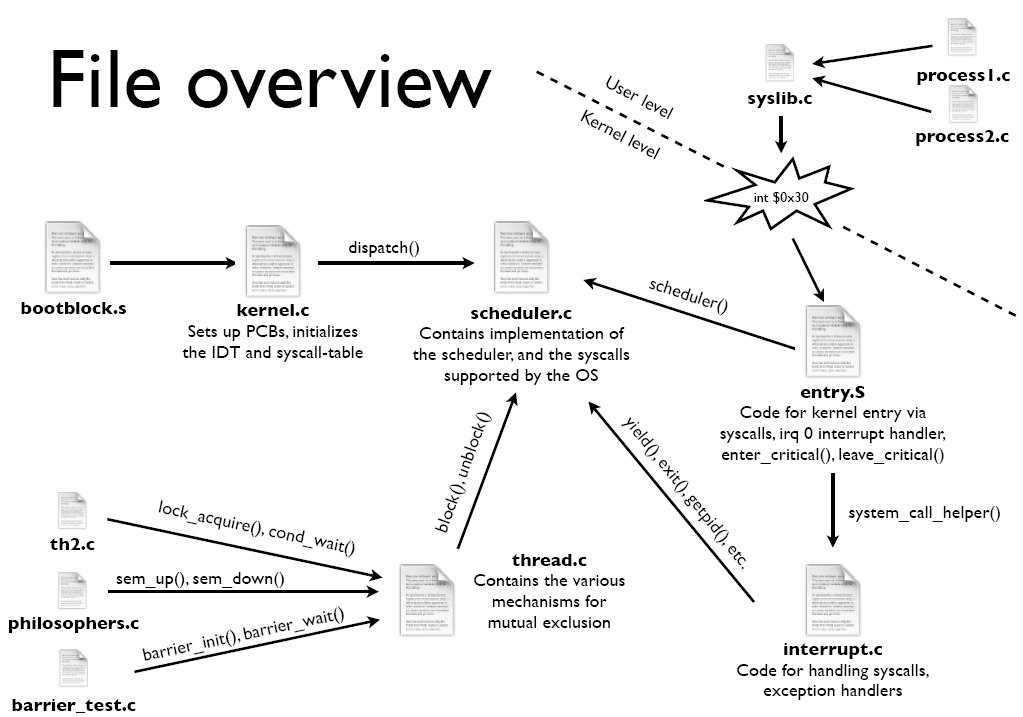 File overview
User level
Kernel level
syslib.c
process1.c
process2.c
int $0x30
bootblock.s
kernel.c
Sets up PCBs, initializes
the IDT and syscall-table
dispatch()
scheduler.c
Contains implementation of
the scheduler, and the syscalls
supported by the OS
scheduler()
entry.S
Code for kernel entry via
syscalls, irq 0 interrupt handler,
enter_critical(), leave_critical()
block(), unblock()
yield(), exit(), getpid(), etc.
system_call_helper()
th2.c
lock_acquire(), cond_wait()
philosophers.c
sem_up(), sem_down()
barrier_test.c
barrier_init(), barrier_wait()
thread.c
Contains the various
mechanisms for
mutual exclusion
interrupt.c
Code for handling syscalls,
exception handlers